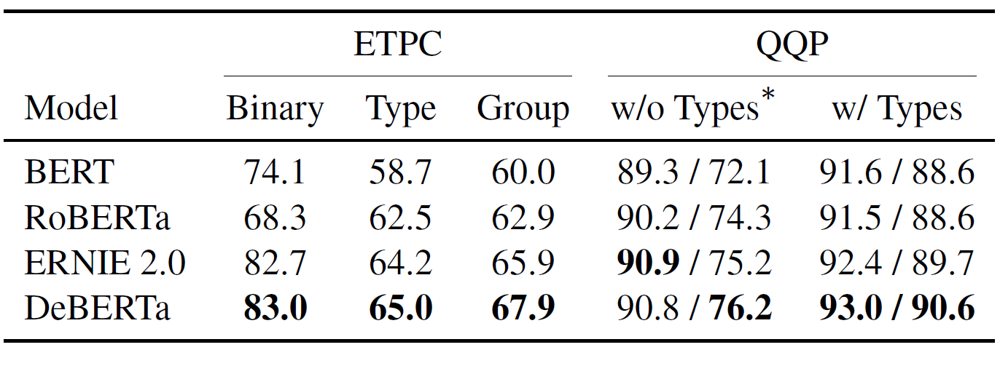 ETPC QQP
Model Binary Type Group w/o Types* w/ Types
BERT 74.1 58.7 60.0 89.3 / 72.1 91.6 / 88.6
RoBERTa 68.3 62.5 62.9 90.2 / 74.3 91.5 / 88.6
ERNIE 2.0 82.7 64.2 65.9 90.9 / 75.2 92.4 / 89.7
DeBERTa 83.0 65.0 67.9 90.8 / 76.2 93.0 / 90.6